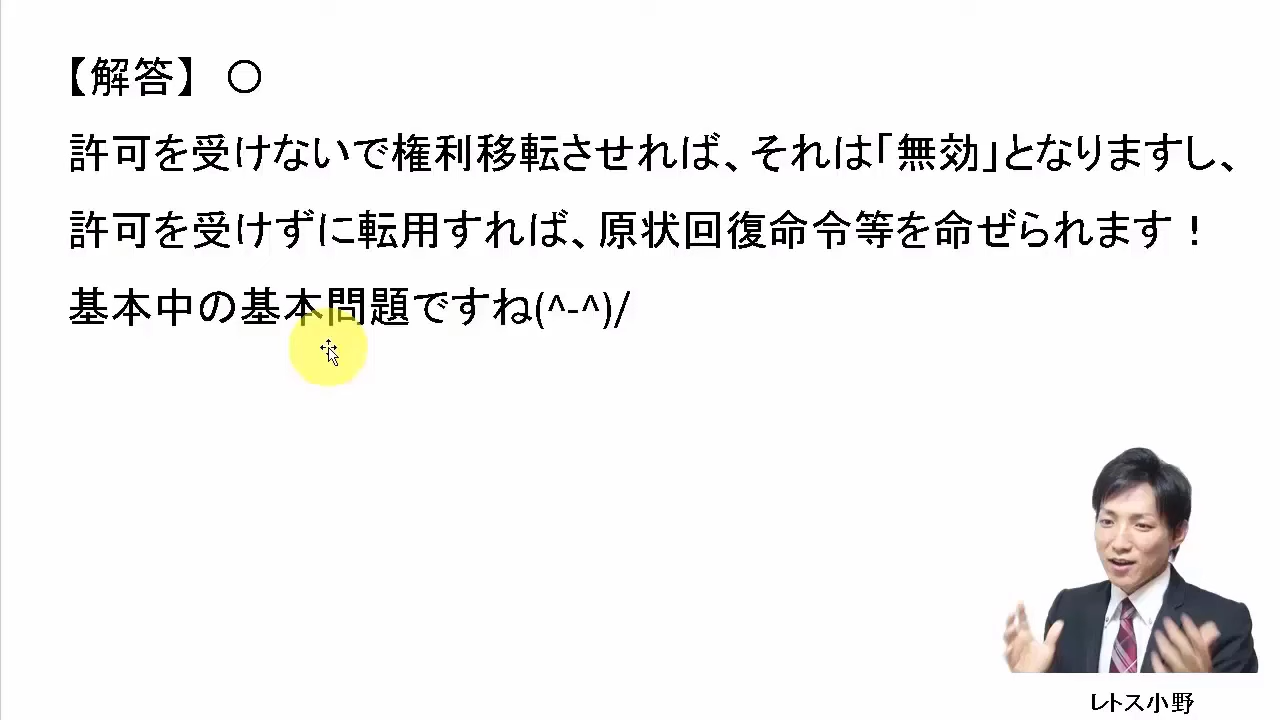 【解答】 ○
許可を受けないで権利移転させれば、それは「無効」となりますし、
許可を受けずに転用すれば、原状回復命令等を命ぜられます！
基本中の基本問題ですね(^-^)/
レトス小野